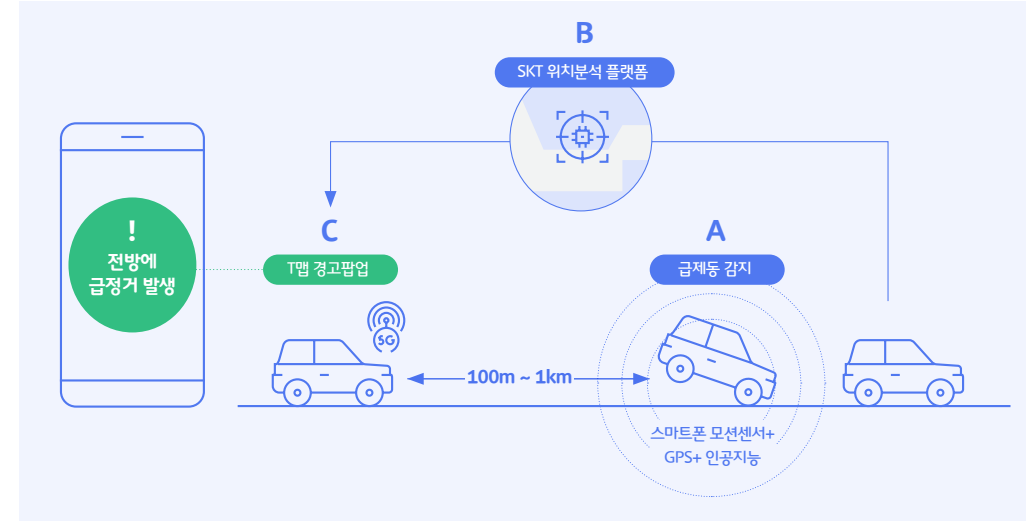 B
SKT 위치분석 플랫폼
!
전방에
급정거 발생
C
T맵 경고팝업
A
급제동 감지
5G
100m ~ 1km
스마트폰 모션센서+
GPS+ 인공지능